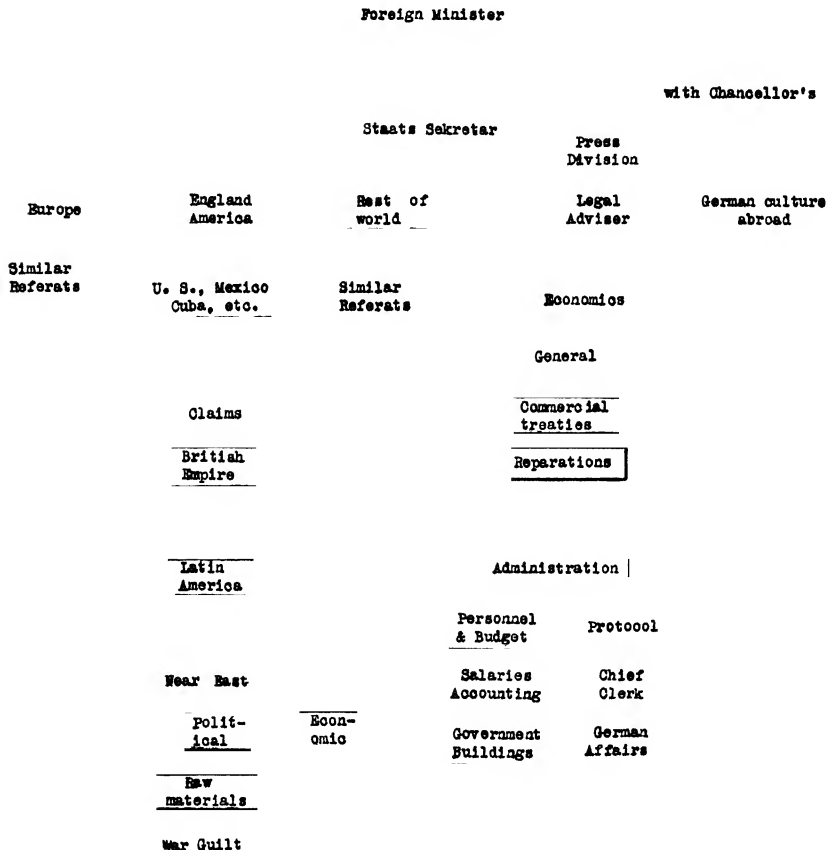 Foreign Minister
with Chancellor's
Staats Sekretar
Press
Division
Europe
England
America
Rest of
world
Legal
Adviser
German culture
abroad
Similar
Referats
U. S., Mexico
Cuba, etc.
Similar
Referats
Economics
General
Claims
Commercial
treaties
British
Empire
Reparations
Latin
America
Administration
Personnel
& Budget
Protocol
Near East
Salaries
Accounting
Chief
Clerk
Polit-
ical
Econ-
omic
Government
Buildings
German
Affairs
Raw
materials
War Guilt